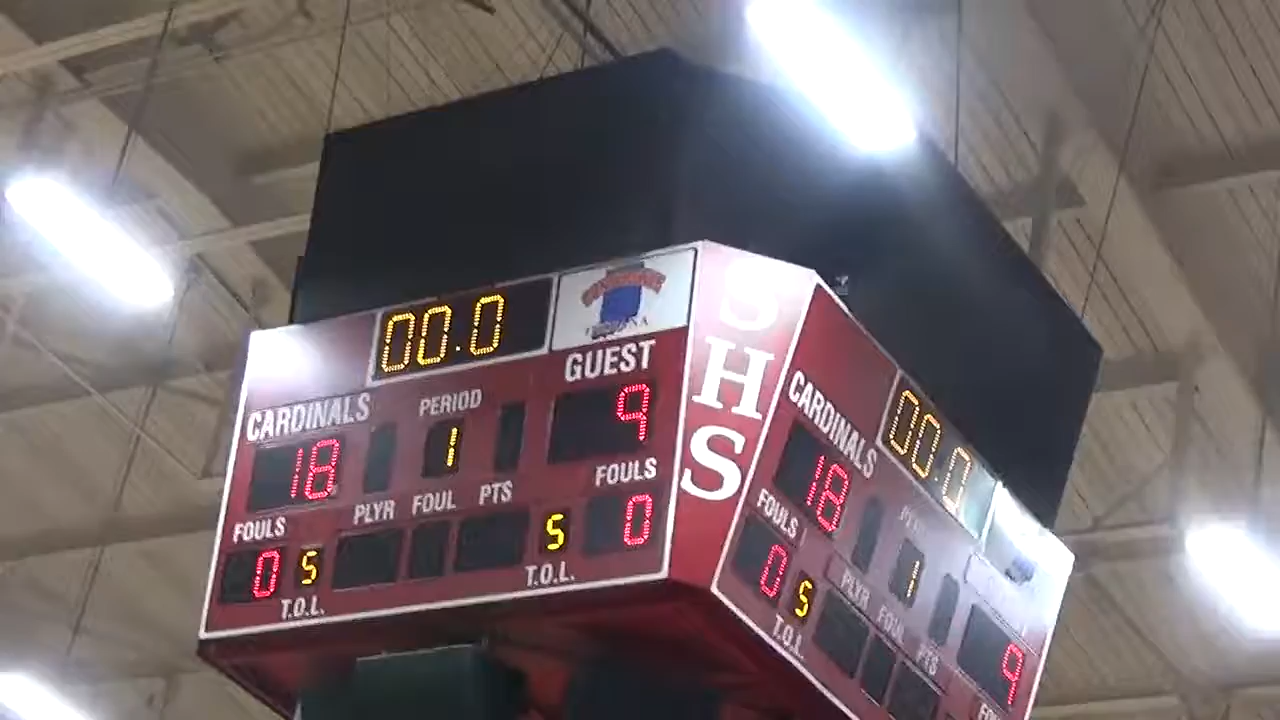 00.0
GUEST
CARDINALS PERIOD
18 1 9
FOULS PLYR FOUL PTS FOULS
0 5 5 0
T.O.L. T.O.L.
SHS
00.0
CARDINALS
18 1 9
FOULS PLYR FOUL PTS
0 5
T.O.L.